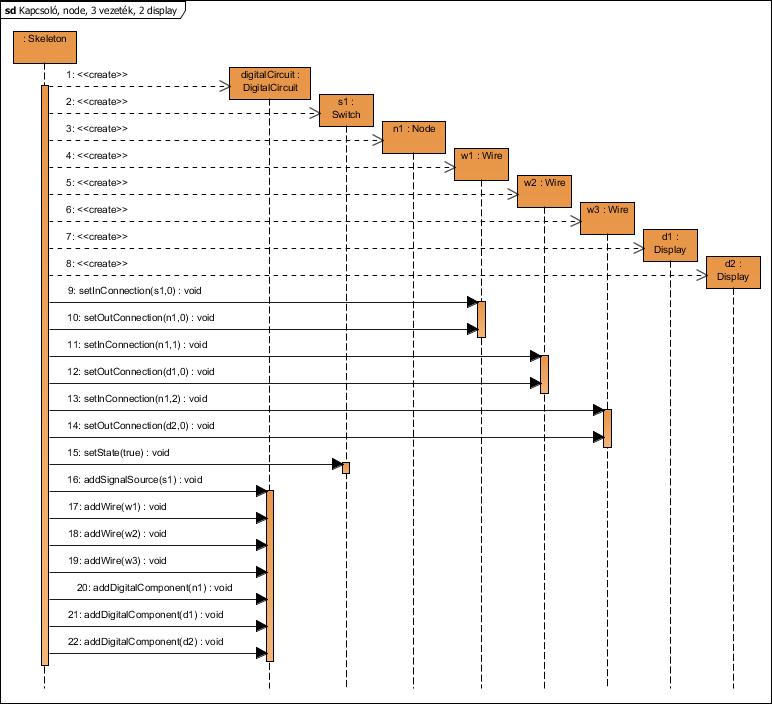 sd Kapcsoló, node, 3 vezeték, 2 display
: Skeleton
1: <<create>>
digitalCircuit :
DigitalCircuit
2: <<create>>
s1 :
Switch
3: <<create>>
n1 : Node
4: <<create>>
w1 : Wire
5: <<create>>
w2 : Wire
6: <<create>>
w3 : Wire
7: <<create>>
d1 :
Display
8: <<create>>
d2 :
Display
9: setInConnection(s1,0) : void
10: setOutConnection(n1,0) : void
11: setInConnection(n1,1) : void
12: setOutConnection(d1,0) : void
13: setInConnection(n1,2) : void
14: setOutConnection(d2,0) : void
15: setState(true) : void
16: addSignalSource(s1) : void
17: addWire(w1) : void
18: addWire(w2) : void
19: addWire(w3) : void
20: addDigitalComponent(n1) : void
21: addDigitalComponent(d1) : void
22: addDigitalComponent(d2) : void